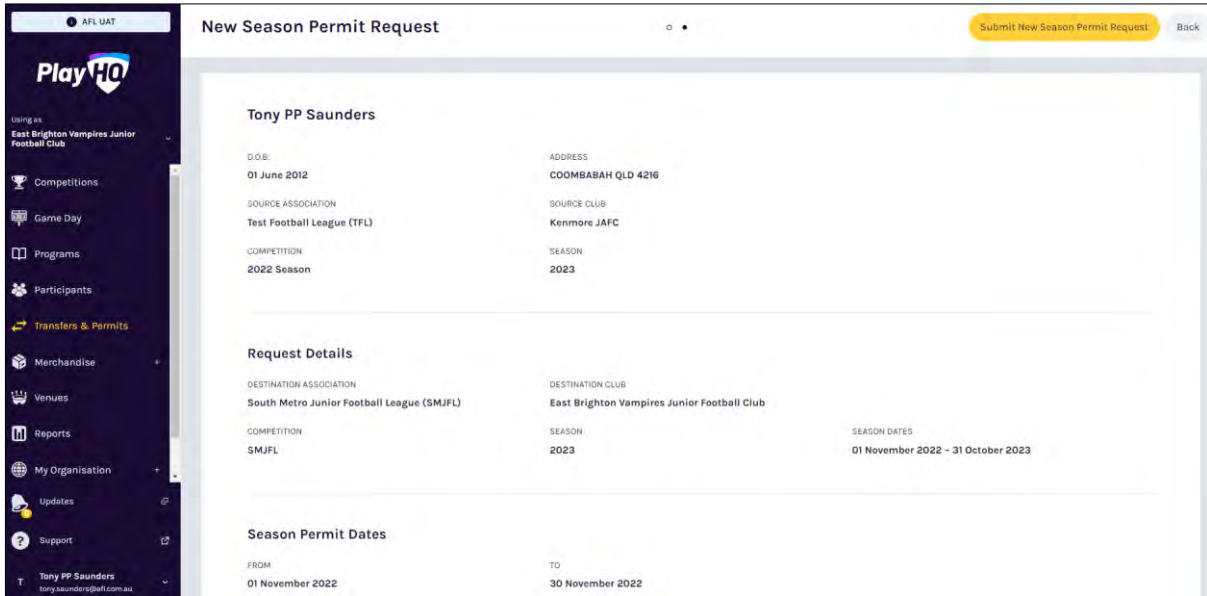 AFL UAT
PlayHQ
Using as
East Brighton Vampires Junior
Football Club
Competitions
Game Day
Programs
Participants
Transfers & Permits
Merchandise +
Venues
Reports
My Organisation +
Updates
? Support
T Tony PP Saunders
tony.saunders@afl.com.au
New Season Permit Request
Submit New Season Permit Request
Back
Tony PP Saunders
D.O.B. ADDRESS
01 June 2012 COOMBABAH QLD 4216
SOURCE ASSOCIATION SOURCE CLUB
Test Football League (TFL) Kenmore JAFC
COMPETITION SEASON
2022 Season 2023
Request Details
DESTINATION ASSOCIATION DESTINATION CLUB
South Metro Junior Football League (SMJFL) East Brighton Vampires Junior Football Club
COMPETITION SEASON SEASON DATES
SMJFL 2023 01 November 2022 – 31 October 2023
Season Permit Dates
FROM TO
01 November 2022 30 November 2022